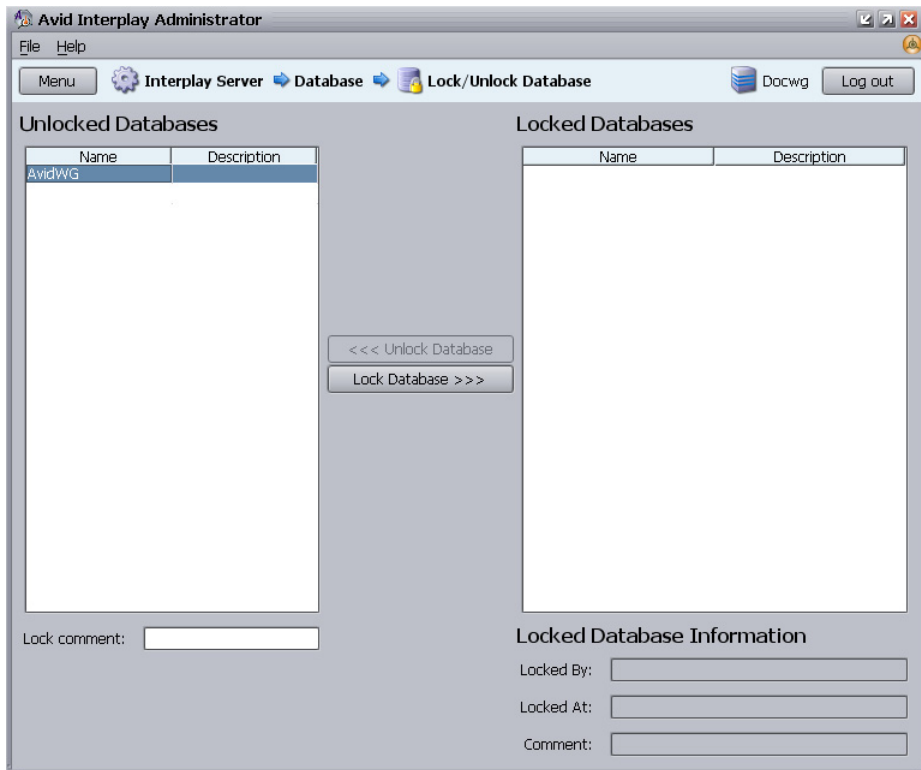 Avid Interplay Administrator
File Help
Menu Interplay Server Database Lock/Unlock Database Docwg Log out
Unlocked Databases
Name Description
AvidWG
<<< Unlock Database
Lock Database >>>
Lock comment:
Locked Databases
Name Description
Locked Database Information
Locked By:
Locked At:
Comment: